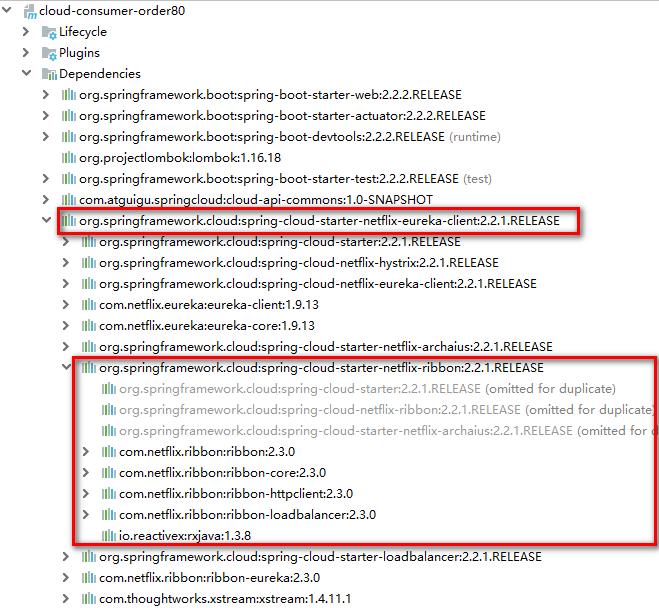 cloud-consumer-order80
Lifecycle
Plugins
Dependencies
org.springframework.boot:spring-boot-starter-web:2.2.2.RELEASE
org.springframework.boot:spring-boot-starter-actuator:2.2.2.RELEASE
org.springframework.boot:spring-boot-devtools:2.2.2.RELEASE (runtime)
org.projectlombok:lombok:1.16.18
org.springframework.boot:spring-boot-starter-test:2.2.2.RELEASE (test)
com.atguigu.springcloud:cloud-api-commons:1.0-SNAPSHOT
org.springframework.cloud:spring-cloud-starter-netflix-eureka-client:2.2.1.RELEASE
org.springframework.cloud:spring-cloud-starter:2.2.1.RELEASE
org.springframework.cloud:spring-cloud-netflix-hystrix:2.2.1.RELEASE
org.springframework.cloud:spring-cloud-netflix-eureka-client:2.2.1.RELEASE
com.netflix.eureka:eureka-client:1.9.13
com.netflix.eureka:eureka-core:1.9.13
org.springframework.cloud:spring-cloud-starter-netflix-archaius:2.2.1.RELEASE
org.springframework.cloud:spring-cloud-starter-netflix-ribbon:2.2.1.RELEASE
org.springframework.cloud:spring-cloud-starter:2.2.1.RELEASE (omitted for duplicate)
org.springframework.cloud:spring-cloud-netflix-ribbon:2.2.1.RELEASE (omitted for duplicate)
org.springframework.cloud:spring-cloud-starter-netflix-archaius:2.2.1.RELEASE (omitted for d
com.netflix.ribbon:ribbon:2.3.0
com.netflix.ribbon:ribbon-core:2.3.0
com.netflix.ribbon:ribbon-httpclient:2.3.0
com.netflix.ribbon:ribbon-loadbalancer:2.3.0
io.reactivex:rxjava:1.3.8
org.springframework.cloud:spring-cloud-starter-loadbalancer:2.2.1.RELEASE
com.netflix.ribbon:ribbon-eureka:2.3.0
com.thoughtworks.xstream:xstream:1.4.11.1